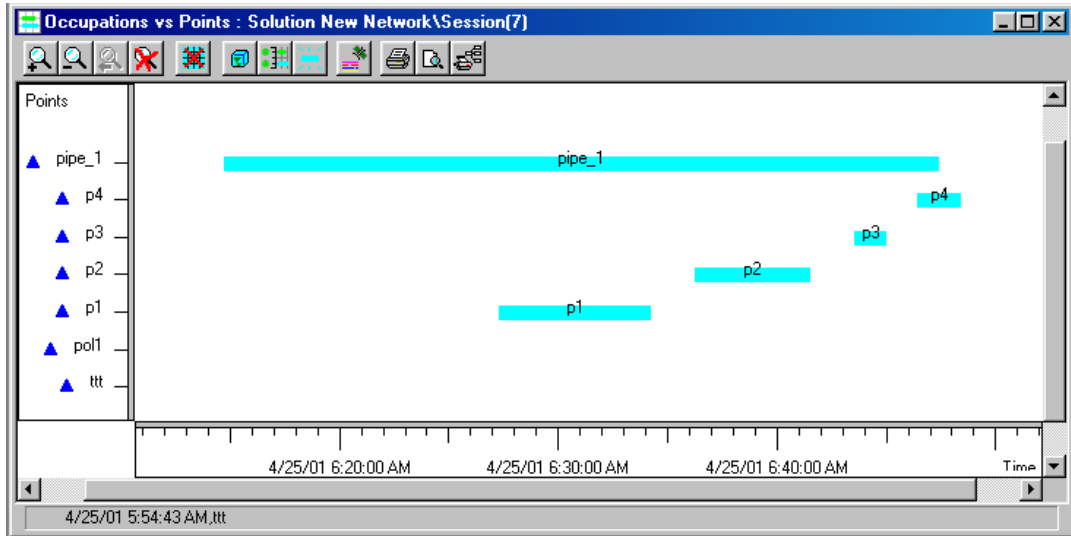 Occupations vs Points : Solution New Network\Session(7)
Points
pipe_1 pipe_1
p4 p4
p3 p3
p2 p2
p1 p1
pol1
ttt
4/25/01 6:20:00 AM 4/25/01 6:30:00 AM 4/25/01 6:40:00 AM Time
4/25/01 5:54:43 AM,ttt